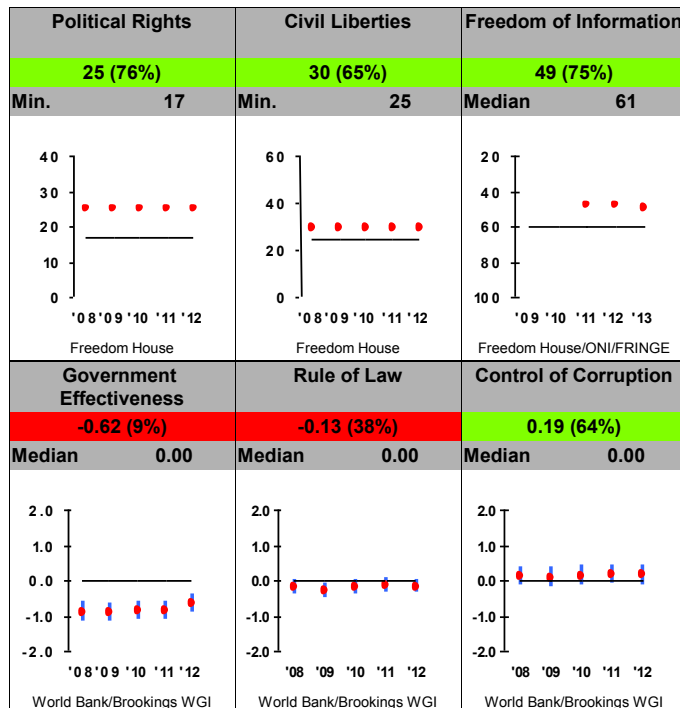 Political Rights
25 (76%)
Min. 17
40
30
20
10
0
'08 '09 '10 '11 '12
Freedom House
Civil Liberties
30 (65%)
Min. 25
60
40
20
0
'08 '09 '10 '11 '12
Freedom House
Freedom of Information
49 (75%)
Median 61
20
40
60
80
100
'09 '10 '11 '12 '13
Freedom House/ONI/FRINGE
Government
Effectiveness
-0.62 (9%)
Median 0.00
2.0
1.0
0.0
-1.0
-2.0
'08 '09 '10 '11 '12
World Bank/Brookings WGI
Rule of Law
-0.13 (38%)
Median 0.00
2.0
1.0
0.0
-1.0
-2.0
'08 '09 '10 '11 '12
World Bank/Brookings WGI
Control of Corruption
0.19 (64%)
Median 0.00
2.0
1.0
0.0
-1.0
-2.0
'08 '09 '10 '11 '12
World Bank/Brookings WGI